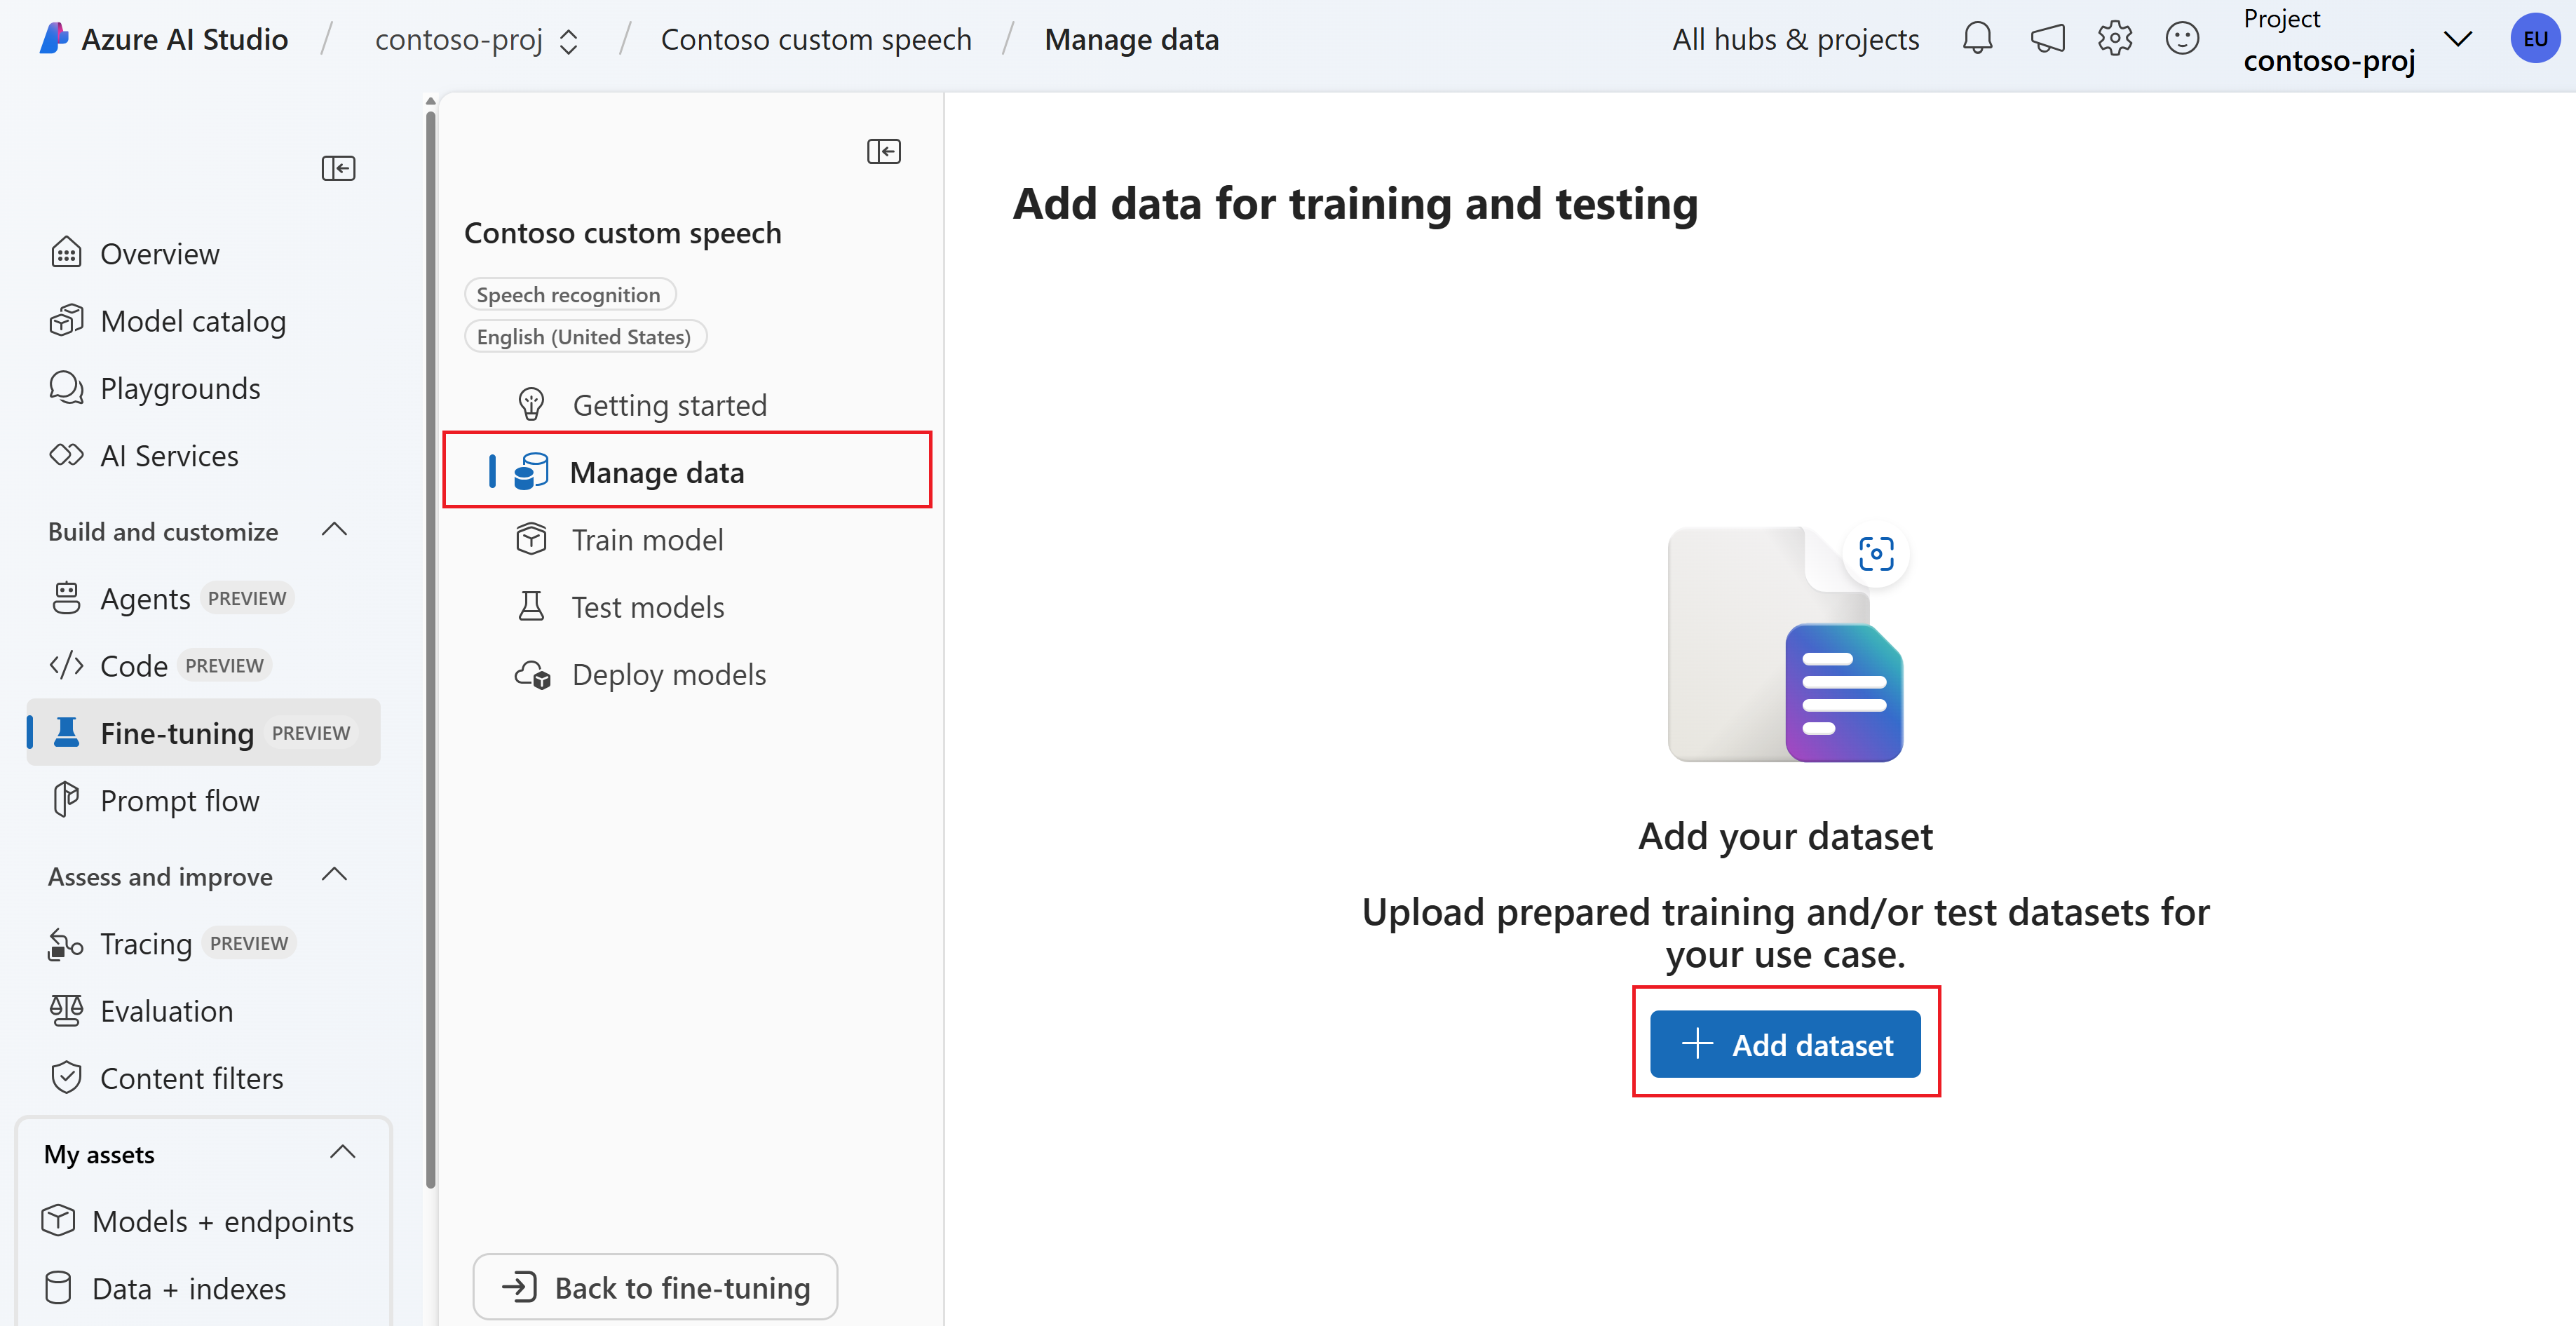 Azure AI Studio / contoso-proj / Contoso custom speech / Manage data
All hubs & projects
Project
contoso-proj
EU
Overview
Model catalog
Playgrounds
AI Services
Build and customize
Agents PREVIEW
Code PREVIEW
Fine-tuning PREVIEW
Prompt flow
Assess and improve
Tracing PREVIEW
Evaluation
Content filters
My assets
Models + endpoints
Data + indexes
Contoso custom speech
Speech recognition
English (United States)
Getting started
Manage data
Train model
Test models
Deploy models
Back to fine-tuning
Add data for training and testing
Add your dataset
Upload prepared training and/or test datasets for
your use case.
Add dataset